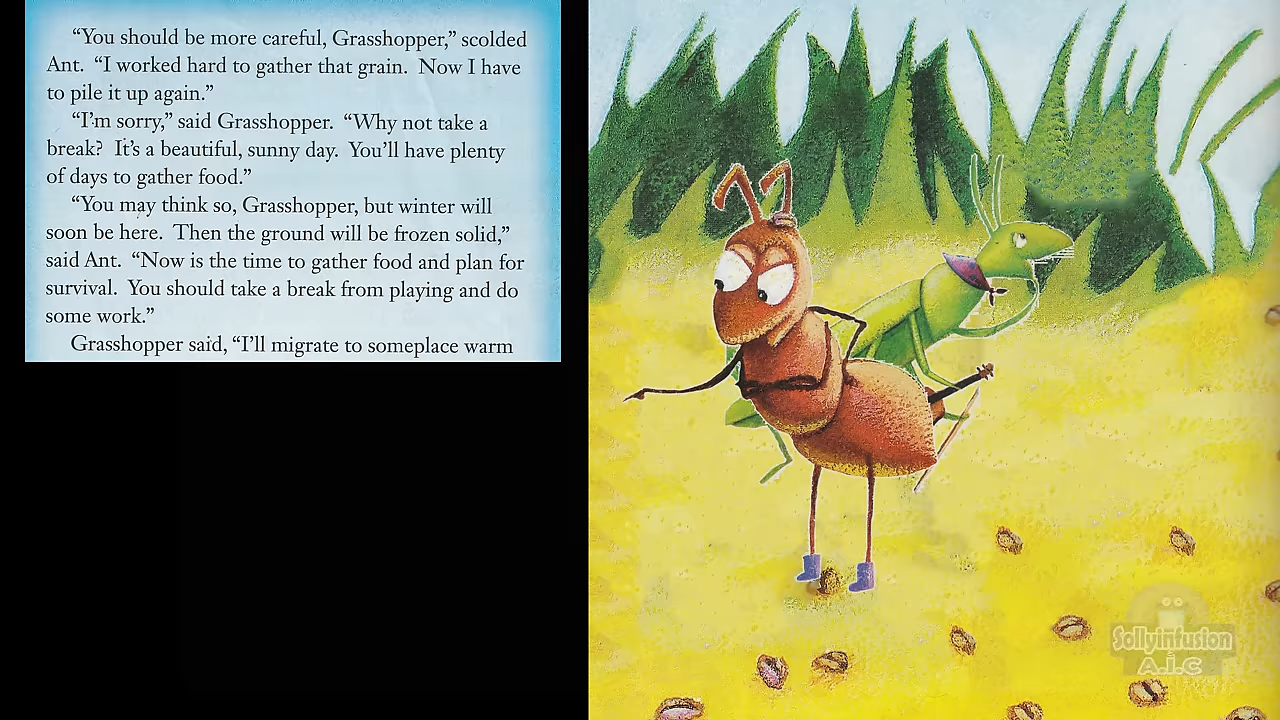 “You should be more careful, Grasshopper,” scolded
Ant. “I worked hard to gather that grain. Now I have
to pile it up again.”
“I’m sorry,” said Grasshopper. “Why not take a
break? It’s a beautiful, sunny day. You’ll have plenty
of days to gather food.”
“You may think so, Grasshopper, but winter will
soon be here. Then the ground will be frozen solid,”
said Ant. “Now is the time to gather food and plan for
survival. You should take a break from playing and do
some work.”
Grasshopper said, “I’ll migrate to someplace warm
Sollyinfusion
A.i.C